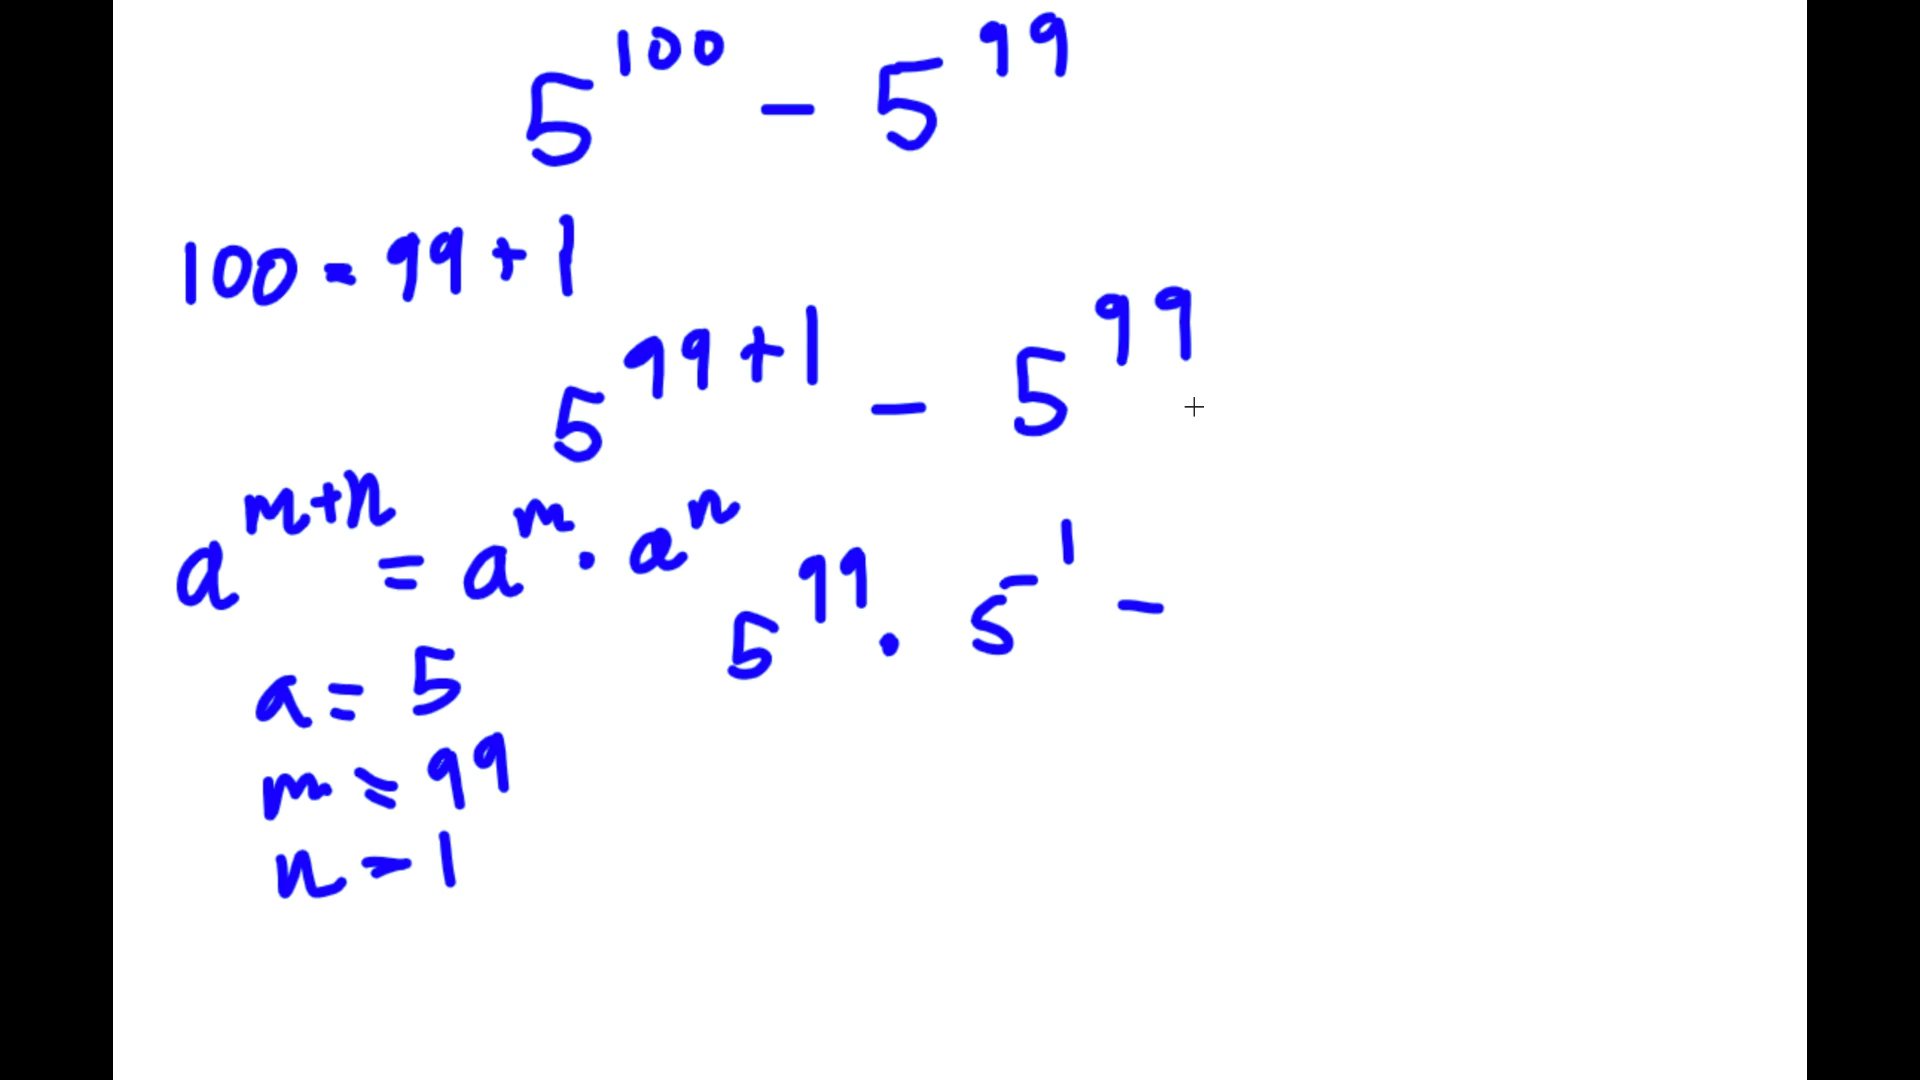 5^100 - 5^99
100 = 99 + 1
5^99+1 - 5^99
a^m+n = a^m · a^n
5^99 · 5^1 -
a = 5
m = 99
n = 1